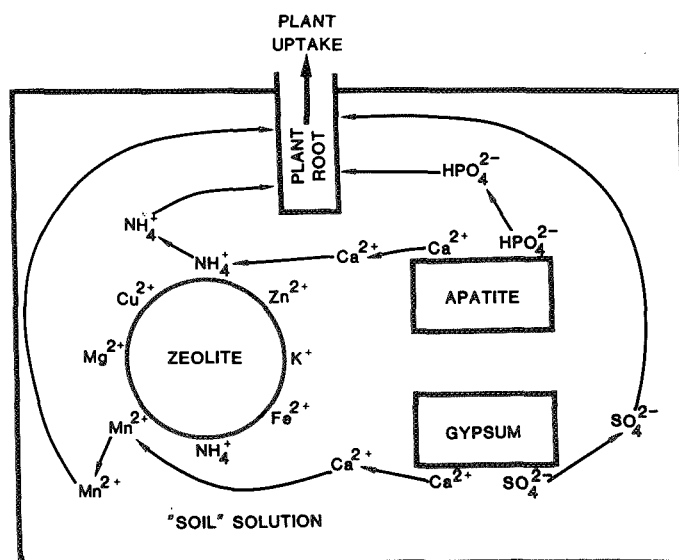 PLANT
UPTAKE
PLANT
ROOT
HPO₄²⁻
NH₄⁺
HPO₄²⁻
NH₄⁺
Ca²⁺
Ca²⁺
Cu²⁺
Zn²⁺
APATITE
Mg²⁺
ZEOLITE
K⁺
Mn²⁺
Fe²⁺
GYPSUM
SO₄²⁻
NH₄⁺
Mn²⁺
Ca²⁺
Ca²⁺
SO₄²⁻
"SOIL" SOLUTION